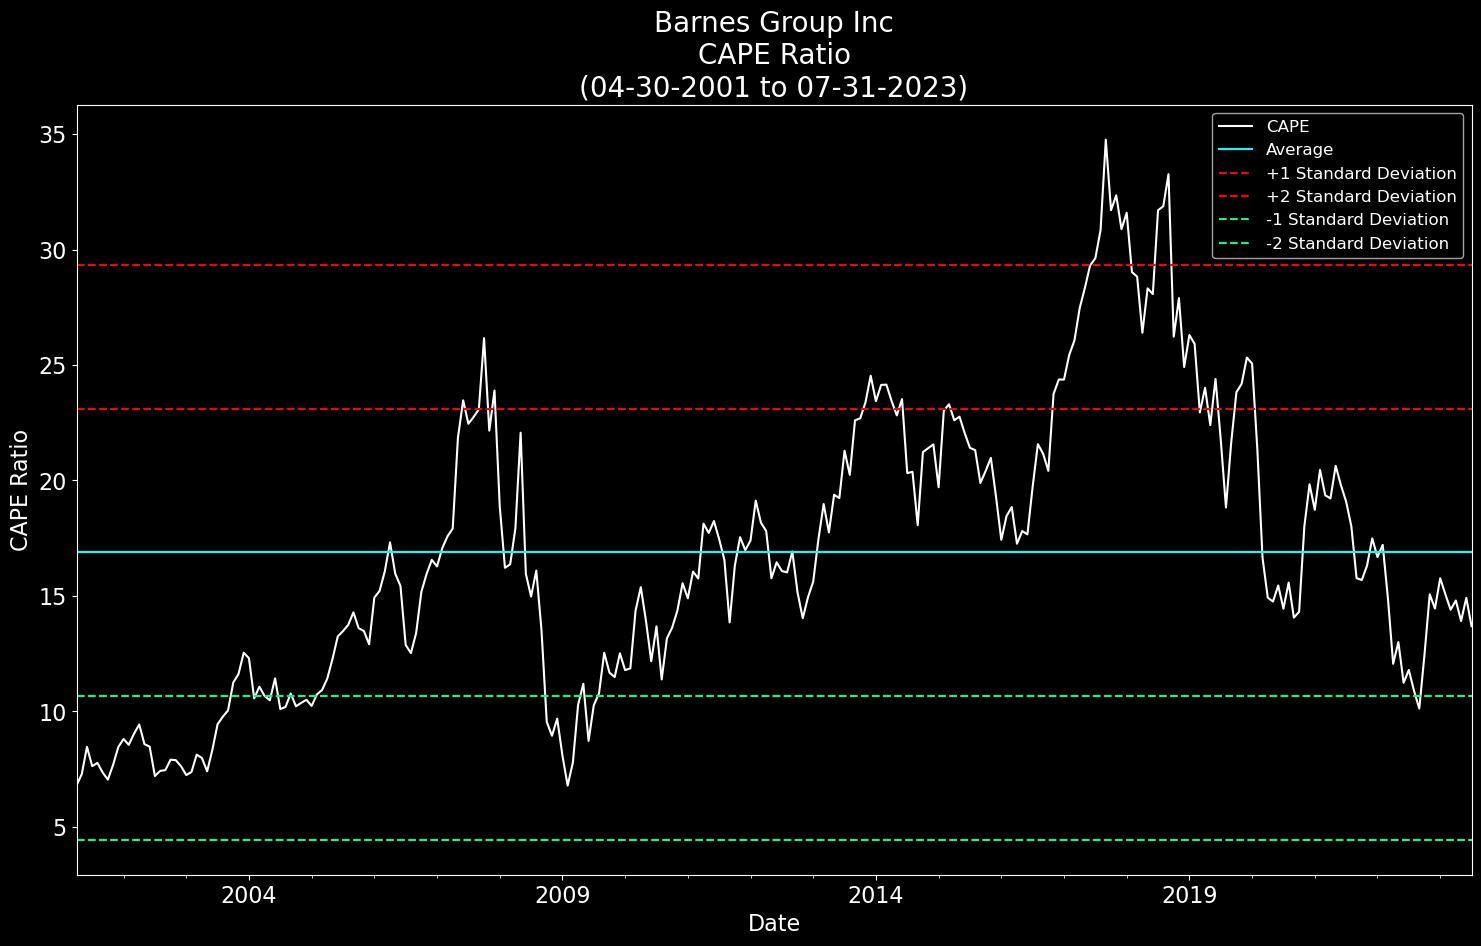 Barnes Group Inc
CAPE Ratio
(04-30-2001 to 07-31-2023)
CAPE
Average
+1 Standard Deviation
+2 Standard Deviation
-1 Standard Deviation
-2 Standard Deviation
CAPE Ratio
35
30
25
20
15
10
5
2004
2009
2014
2019
Date